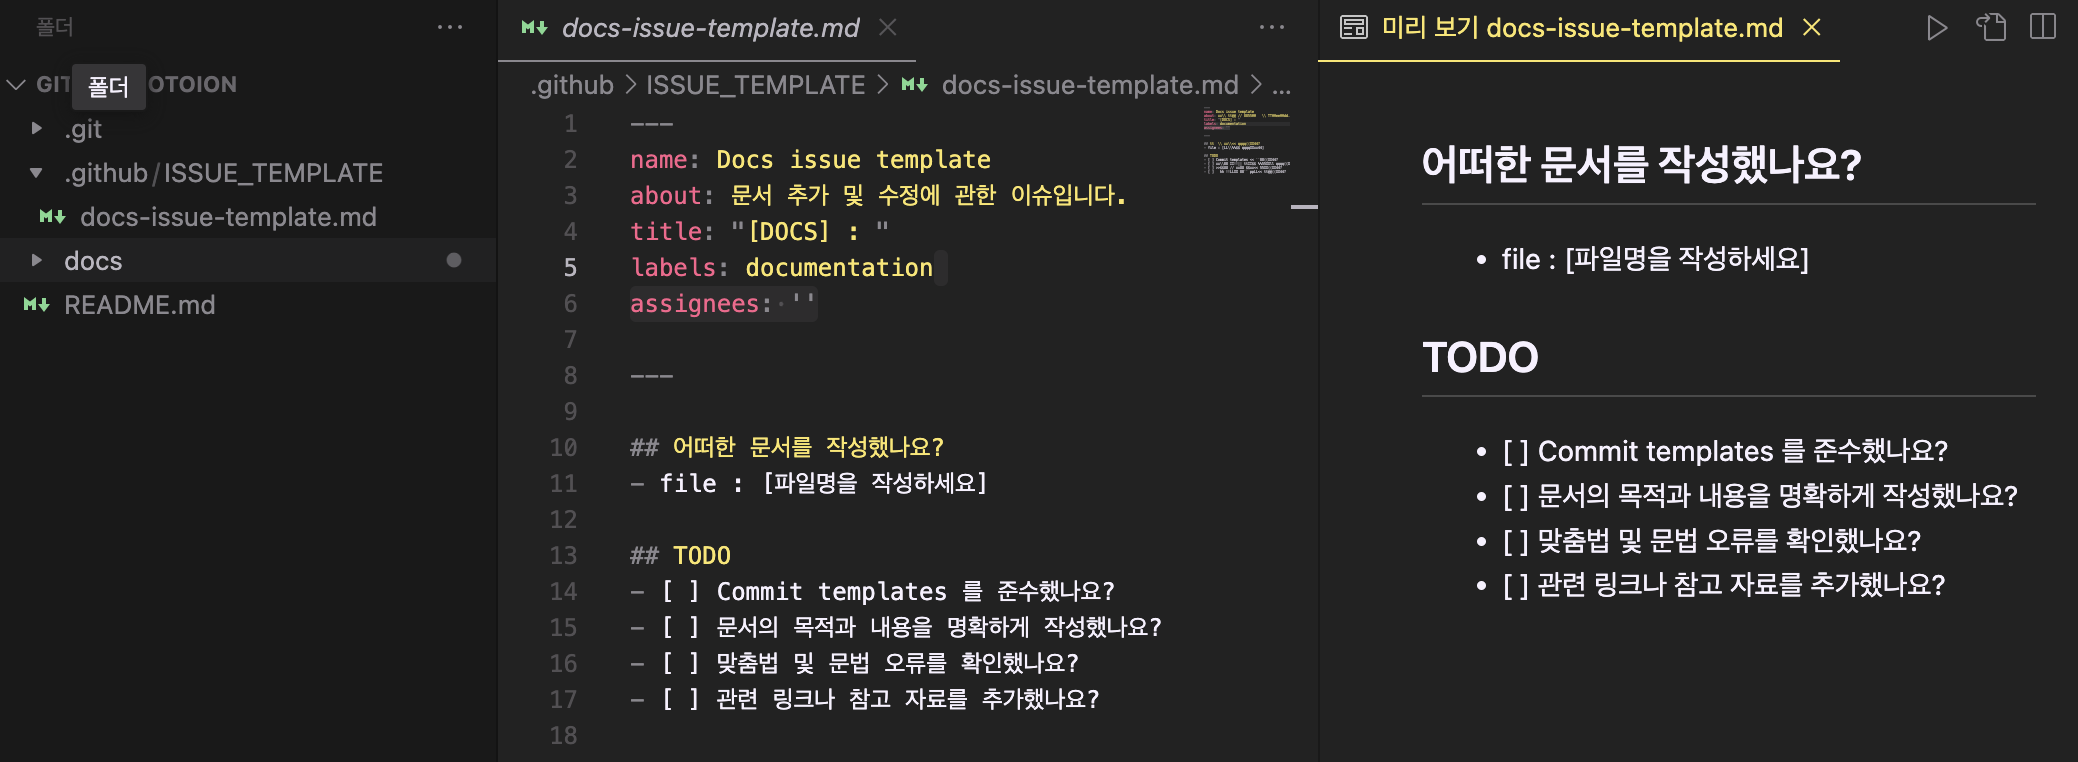 폴더
폴더
OTOION
.git
.github/ISSUE_TEMPLATE
docs-issue-template.md
docs
README.md
docs-issue-template.md
.github > ISSUE_TEMPLATE > docs-issue-template.md > ...
1 ---
2 name: Docs issue template
3 about: 문서 추가 및 수정에 관한 이슈입니다.
4 title: "[DOCS] : "
5 labels: documentation
6 assignees: ''
7
8 ---
9
10 ## 어떠한 문서를 작성했나요?
11 - file : [파일명을 작성하세요]
12
13 ## TODO
14 - [ ] Commit templates 를 준수했나요?
15 - [ ] 문서의 목적과 내용을 명확하게 작성했나요?
16 - [ ] 맞춤법 및 문법 오류를 확인했나요?
17 - [ ] 관련 링크나 참고 자료를 추가했나요?
18
미리 보기 docs-issue-template.md
어떠한 문서를 작성했나요?
• file : [파일명을 작성하세요]
TODO
• [ ] Commit templates 를 준수했나요?
• [ ] 문서의 목적과 내용을 명확하게 작성했나요?
• [ ] 맞춤법 및 문법 오류를 확인했나요?
• [ ] 관련 링크나 참고 자료를 추가했나요?